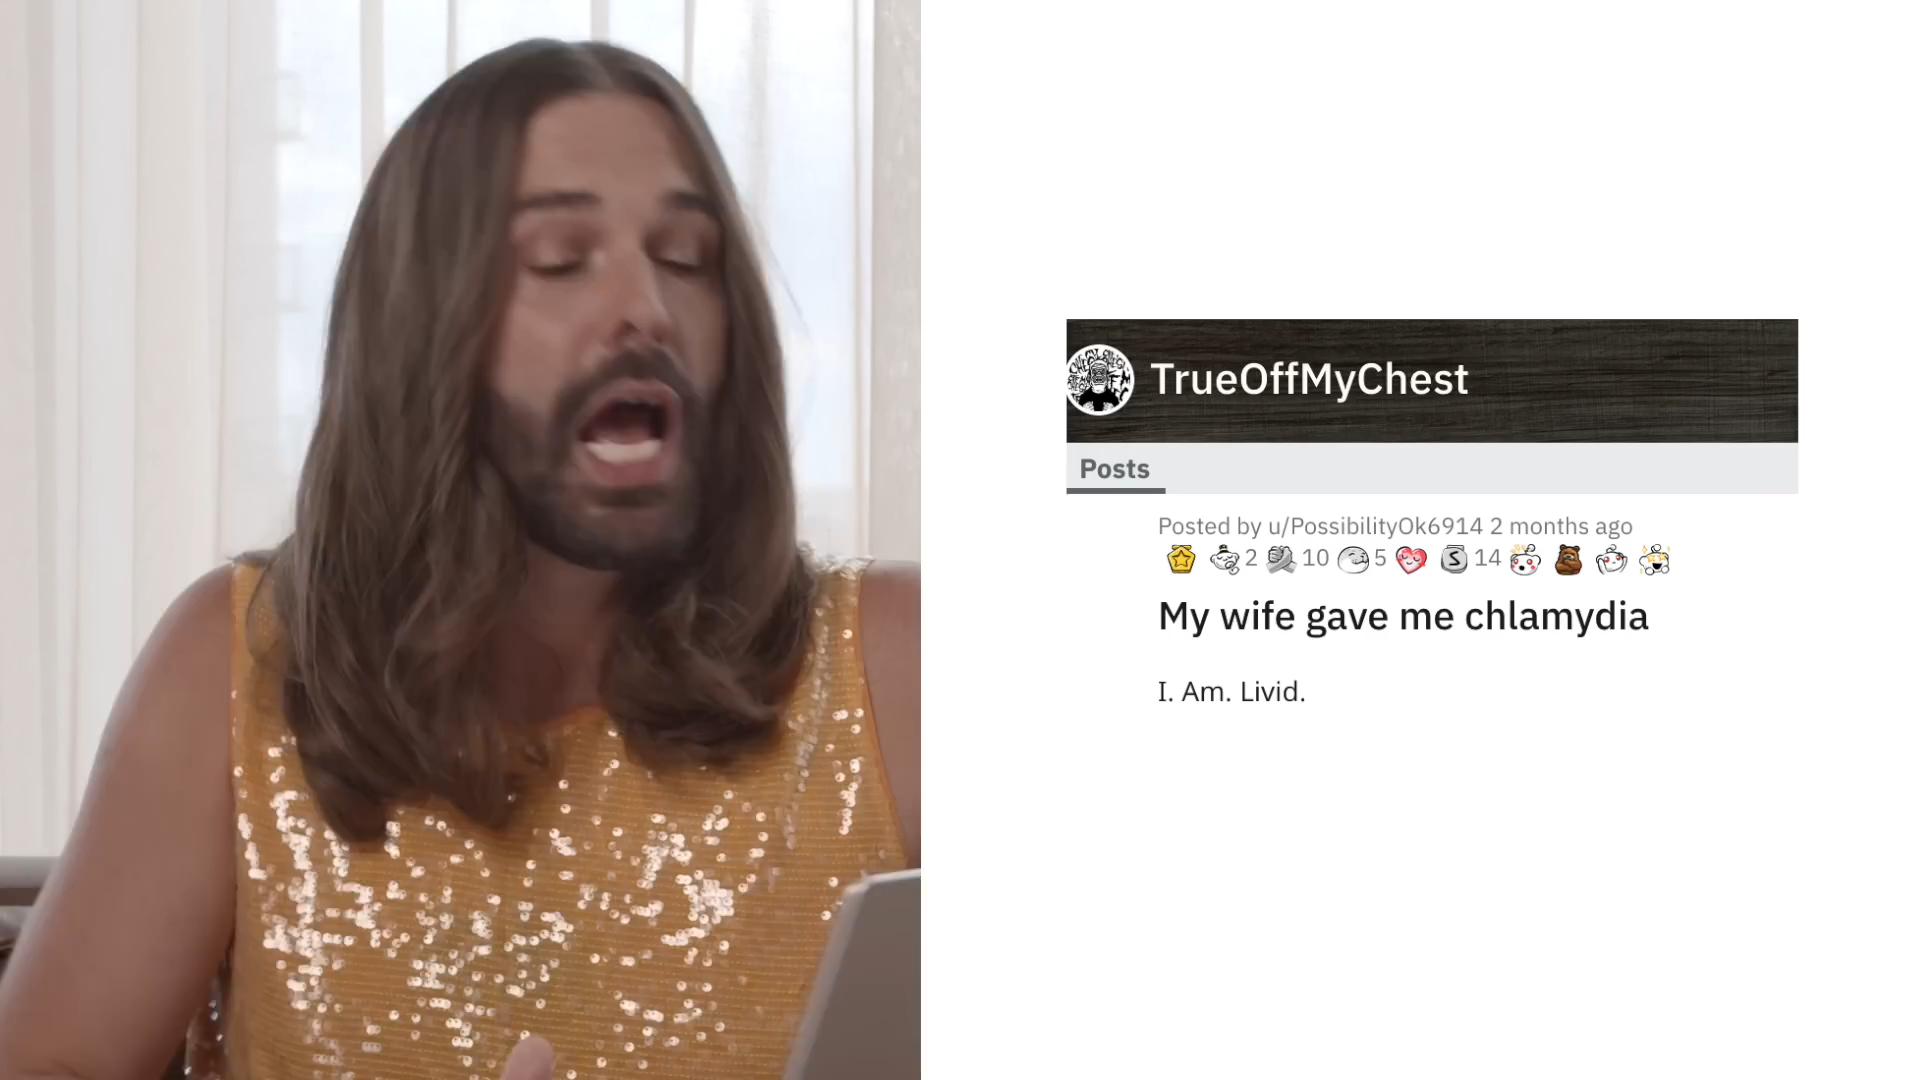 TrueOffMyChest
Posts
Posted by u/PossibilityOk6914 2 months ago
2 10 5 S 14
My wife gave me chlamydia
I. Am. Livid.